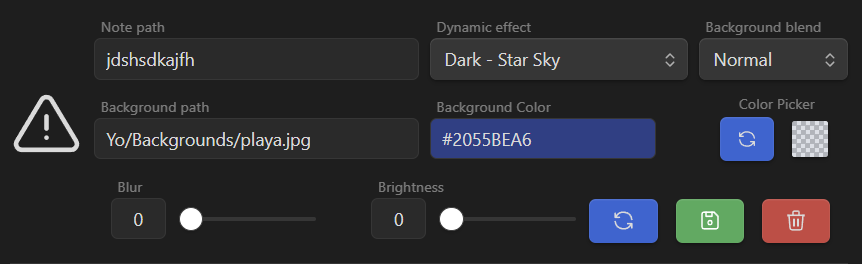 Note path Dynamic effect Background blend
jdshsdkajfh Dark - Star Sky Normal
Background path Background Color Color Picker
Yo/Backgrounds/playa.jpg #2055BEA6
Blur Brightness
0 0